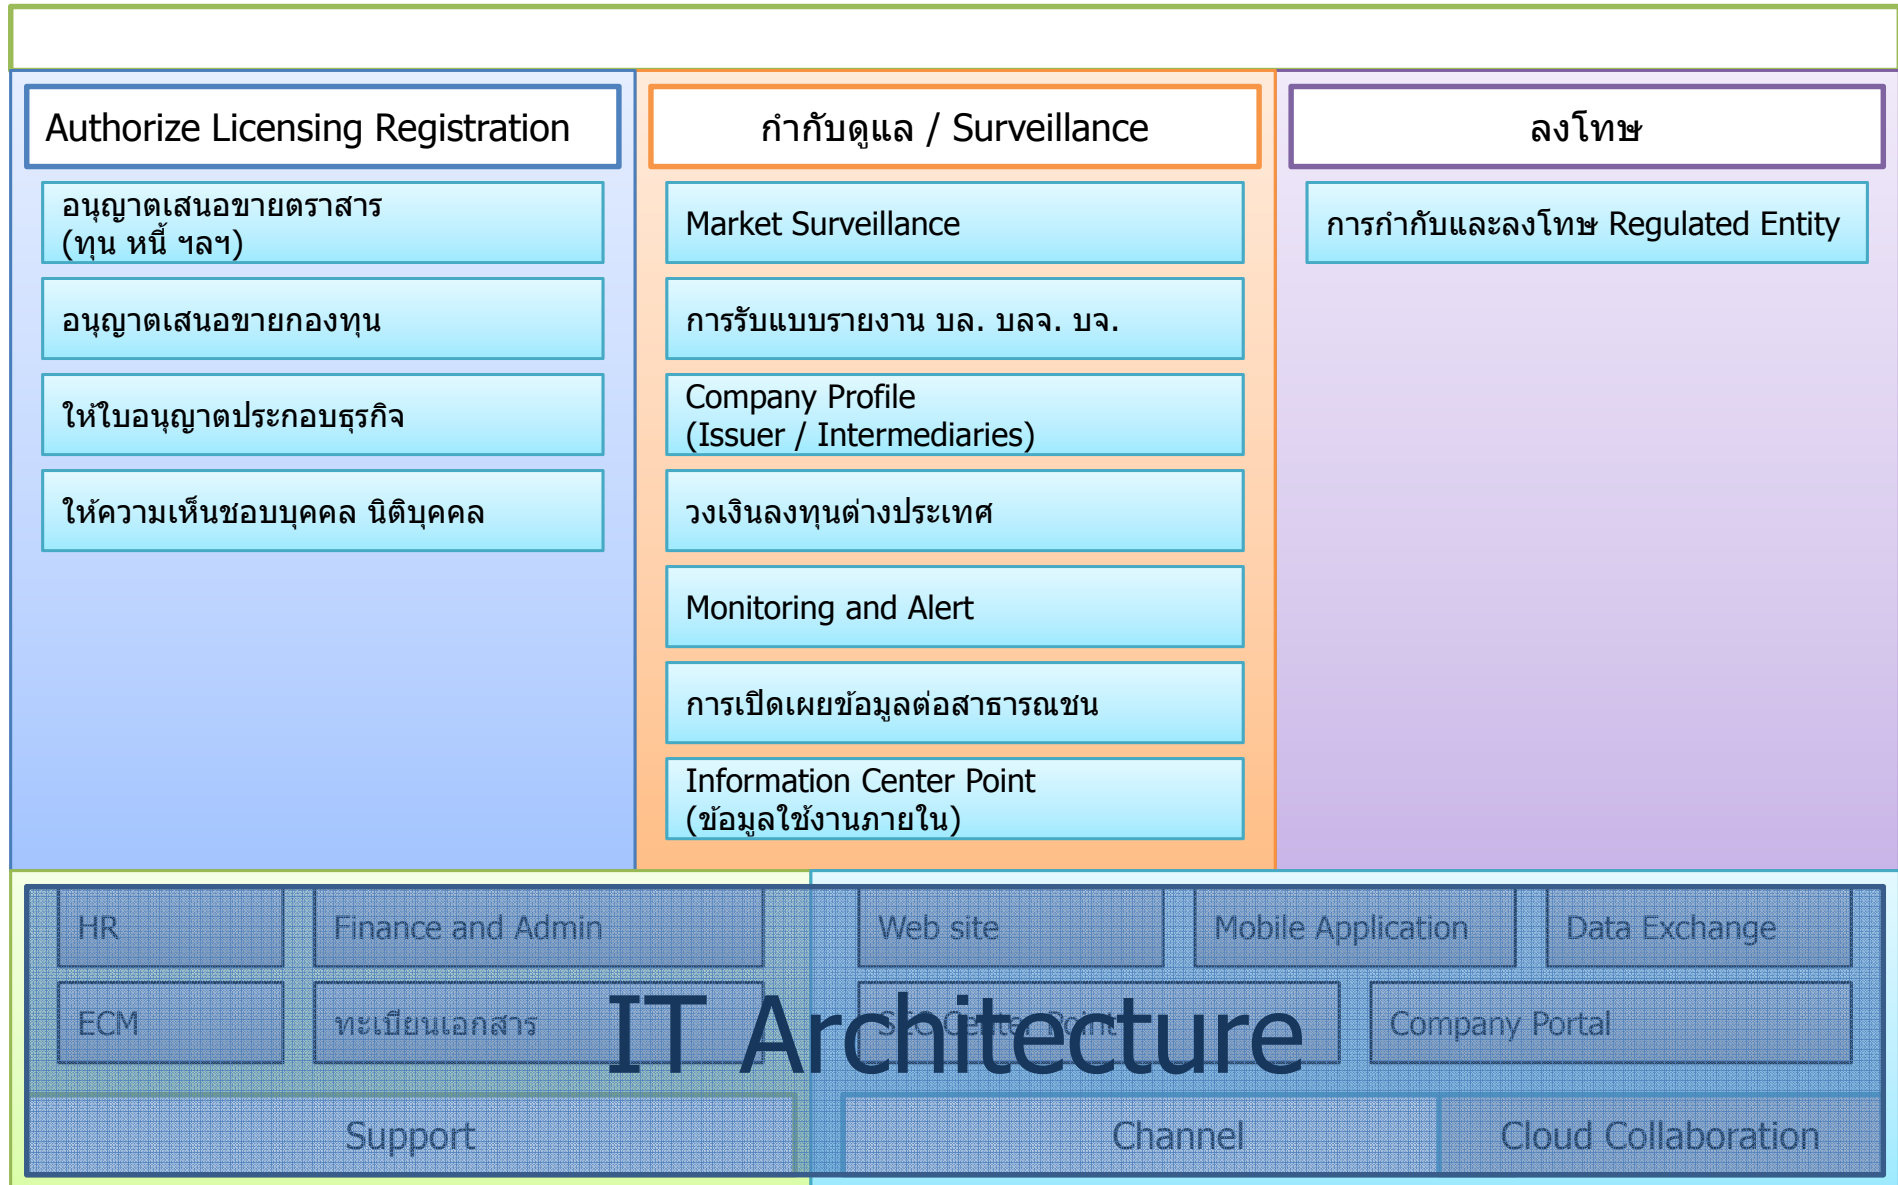 Authorize Licensing Registration
อนุญาตเสนอขายตราสาร
(ทุน หนี้ ฯลฯ)
อนุญาตเสนอขายกองทุน
ให้ใบอนุญาตประกอบธุรกิจ
ให้ความเห็นชอบบุคคล นิติบุคคล
กำกับดูแล / Surveillance
Market Surveillance
การรับแบบรายงาน บล. บลจ. บจ.
Company Profile
(Issuer / Intermediaries)
วงเงินลงทุนต่างประเทศ
Monitoring and Alert
การเปิดเผยข้อมูลต่อสาธารณชน
Information Center Point
(ข้อมูลใช้งานภายใน)
ลงโทษ
การกำกับและลงโทษ Regulated Entity
HR
Finance and Admin
ECM
ทะเบียนเอกสาร
Support
Web site
Mobile Application
Data Exchange
SEC Center Point
Company Portal
Channel
Cloud Collaboration
IT Architecture